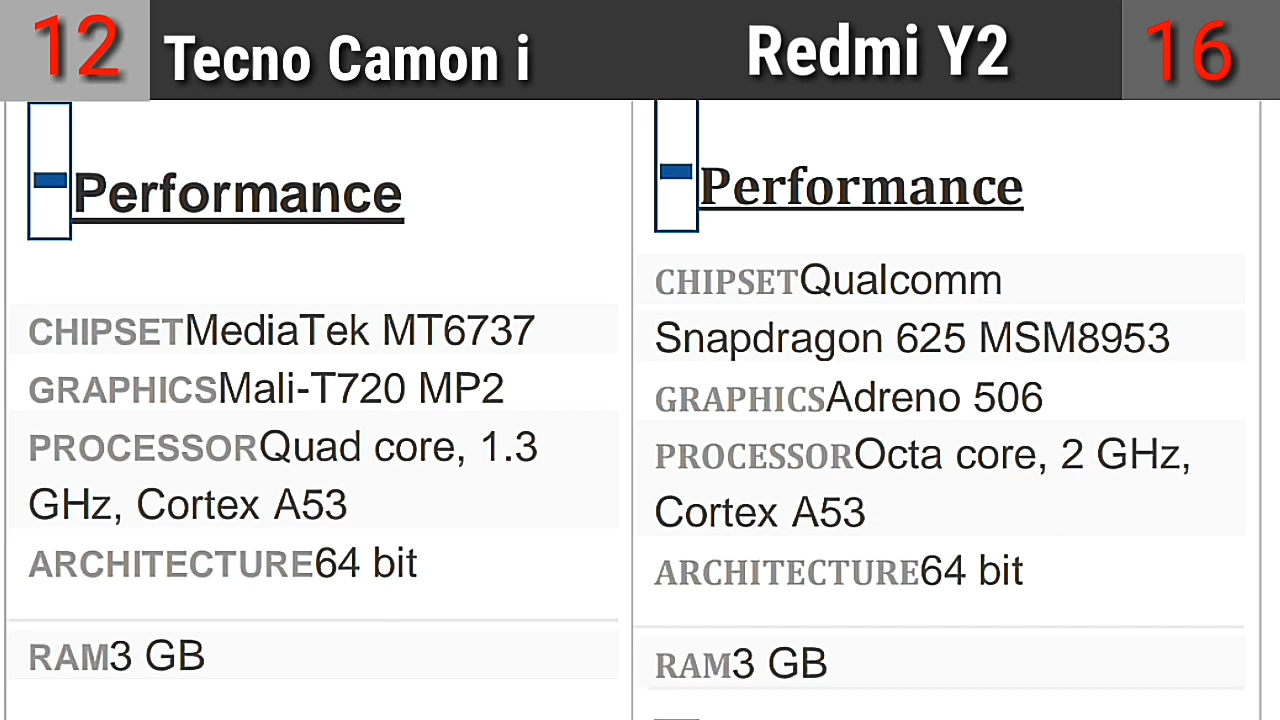 12 Tecno Camon i
Redmi Y2 16
Performance
CHIPSETMediaTek MT6737
GRAPHICSMali-T720 MP2
PROCESSORQuad core, 1.3
GHz, Cortex A53
ARCHITECTURE64 bit
RAM3 GB
Performance
CHIPSETQualcomm
Snapdragon 625 MSM8953
GRAPHICSAdreno 506
PROCESSOROcta core, 2 GHz,
Cortex A53
ARCHITECTURE64 bit
RAM3 GB